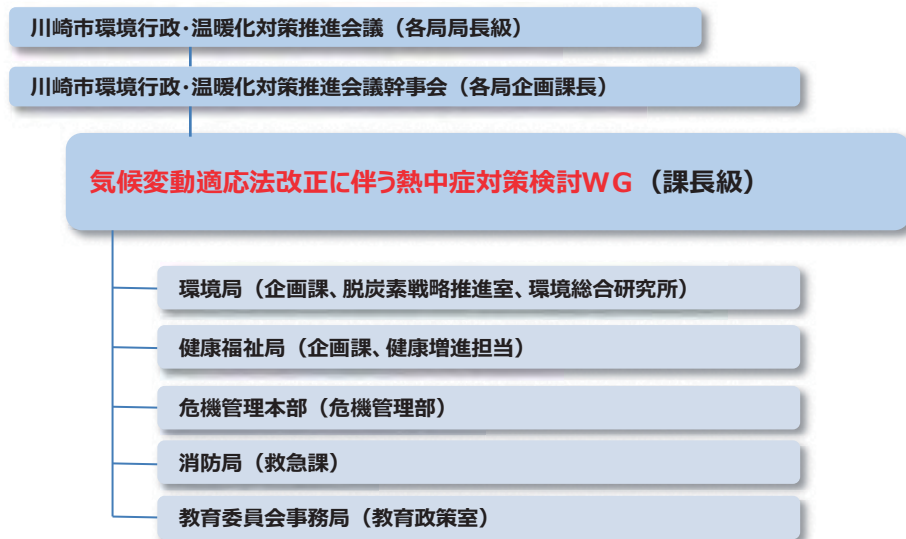 川崎市環境行政・温暖化対策推進会議（各局局長級）
川崎市環境行政・温暖化対策推進会議幹事会（各局企画課長）
気候変動適応法改正に伴う熱中症対策検討WG（課長級）
環境局（企画課、脱炭素戦略推進室、環境総合研究所）
健康福祉局（企画課、健康増進担当）
危機管理本部（危機管理部）
消防局（救急課）
教育委員会事務局（教育政策室）